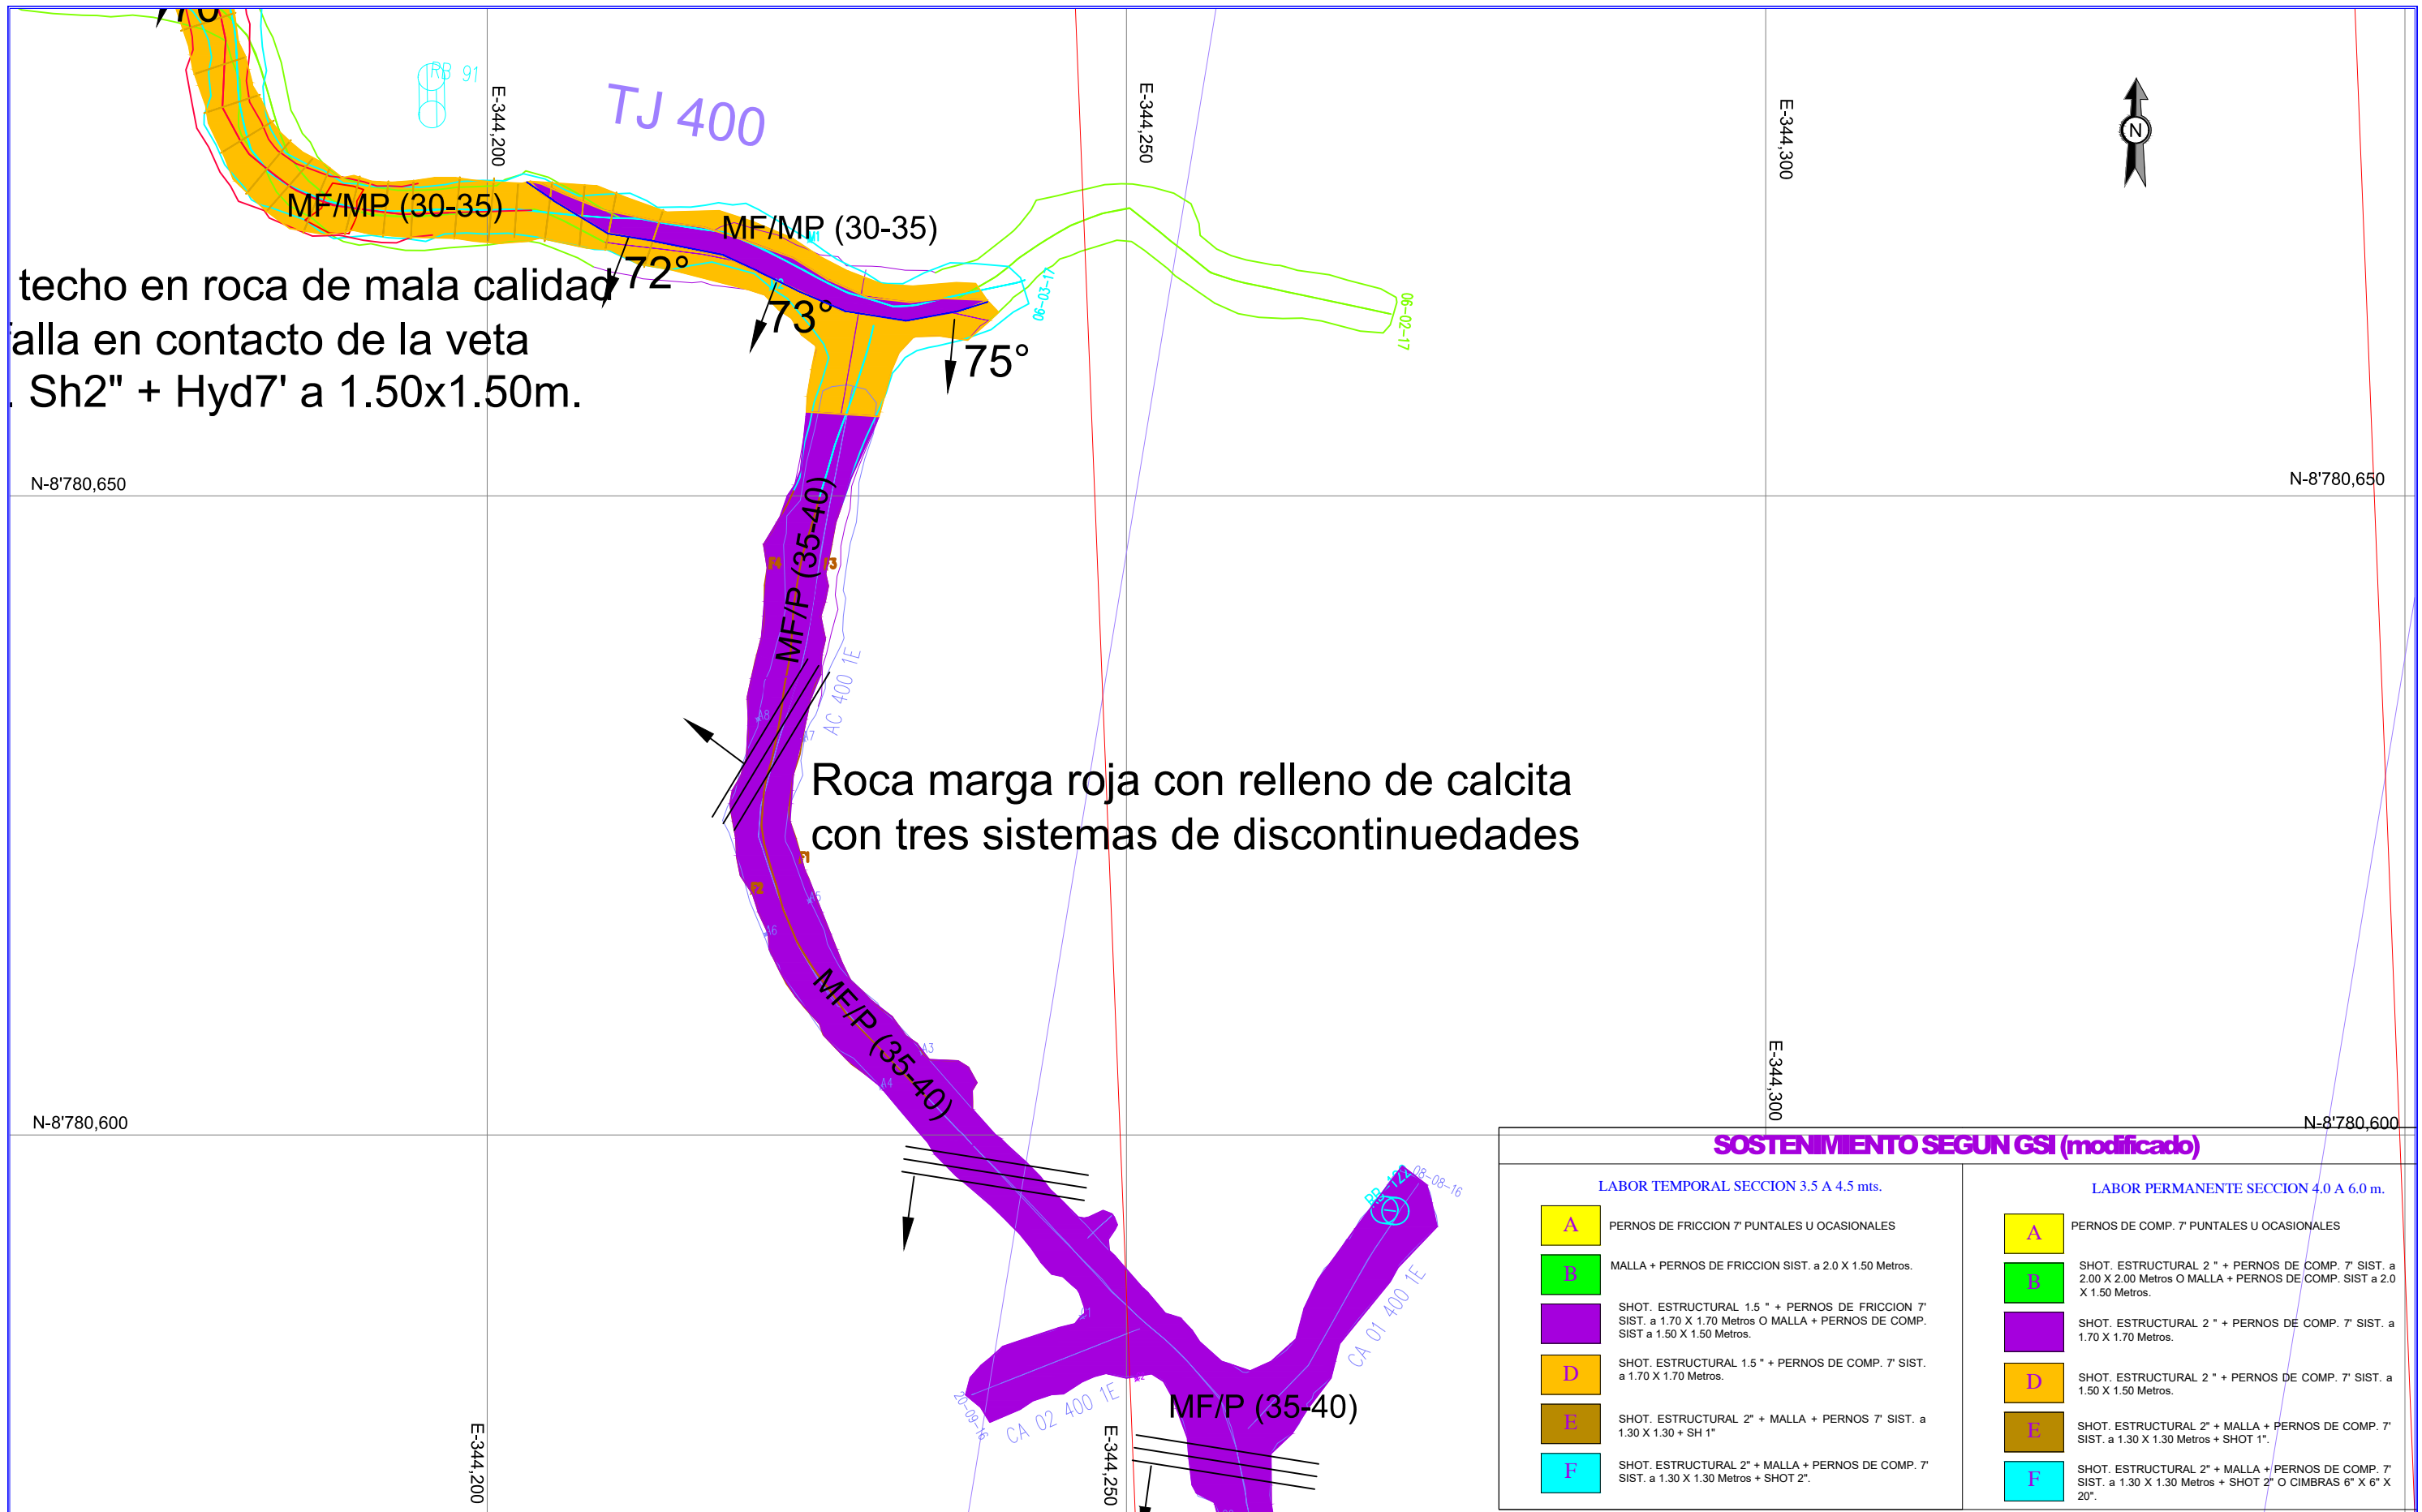 RB 91
E-344,200
TJ 400
E-344,250
E-344,300
N
MF/MP (30-35)
MF/MP (30-35)
techo en roca de mala calidad
72°
73°
75°
06-03-17
06-02-17
alla en contacto de la veta
Sh2" + Hyd7' a 1.50x1.50m.
N-8'780,650
N-8'780,650
MF/P (35-40)
F4
F3
AC 400 1E
A8
A7
Roca marga roja con relleno de calcita
con tres sistemas de discontinuedades
F1
F2
A5
A6
MF/P (35-40)
A3
A4
E-344,300
N-8'780,600
N-8'780,600
08-08-16
CA 01 400 1E
CA 02 400 1E
20-09-16
MF/P (35-40)
E-344,200
E-344,250
SOSTENIMIENTO SEGUN GSI (modificado)
LABOR TEMPORAL SECCION 3.5 A 4.5 mts.
A
PERNOS DE FRICCION 7' PUNTALES U OCASIONALES
B
MALLA + PERNOS DE FRICCION SIST. a 2.0 X 1.50 Metros.
SHOT. ESTRUCTURAL 1.5 " + PERNOS DE FRICCION 7'
SIST. a 1.70 X 1.70 Metros O MALLA + PERNOS DE COMP.
SIST a 1.50 X 1.50 Metros.
D
SHOT. ESTRUCTURAL 1.5 " + PERNOS DE COMP. 7' SIST.
a 1.70 X 1.70 Metros.
E
SHOT. ESTRUCTURAL 2" + MALLA + PERNOS 7' SIST. a
1.30 X 1.30 + SH 1"
F
SHOT. ESTRUCTURAL 2" + MALLA + PERNOS DE COMP. 7'
SIST. a 1.30 X 1.30 Metros + SHOT 2".
LABOR PERMANENTE SECCION 4.0 A 6.0 m.
A
PERNOS DE COMP. 7' PUNTALES U OCASIONALES
B
SHOT. ESTRUCTURAL 2 " + PERNOS DE COMP. 7' SIST. a
2.00 X 2.00 Metros O MALLA + PERNOS DE COMP. SIST a 2.0
X 1.50 Metros.
SHOT. ESTRUCTURAL 2 " + PERNOS DE COMP. 7' SIST. a
1.70 X 1.70 Metros.
D
SHOT. ESTRUCTURAL 2 " + PERNOS DE COMP. 7' SIST. a
1.50 X 1.50 Metros.
E
SHOT. ESTRUCTURAL 2" + MALLA + PERNOS DE COMP. 7'
SIST. a 1.30 X 1.30 Metros + SHOT 1".
F
SHOT. ESTRUCTURAL 2" + MALLA + PERNOS DE COMP. 7'
SIST. a 1.30 X 1.30 Metros + SHOT 2" O CIMBRAS 6" X 6" X
20".